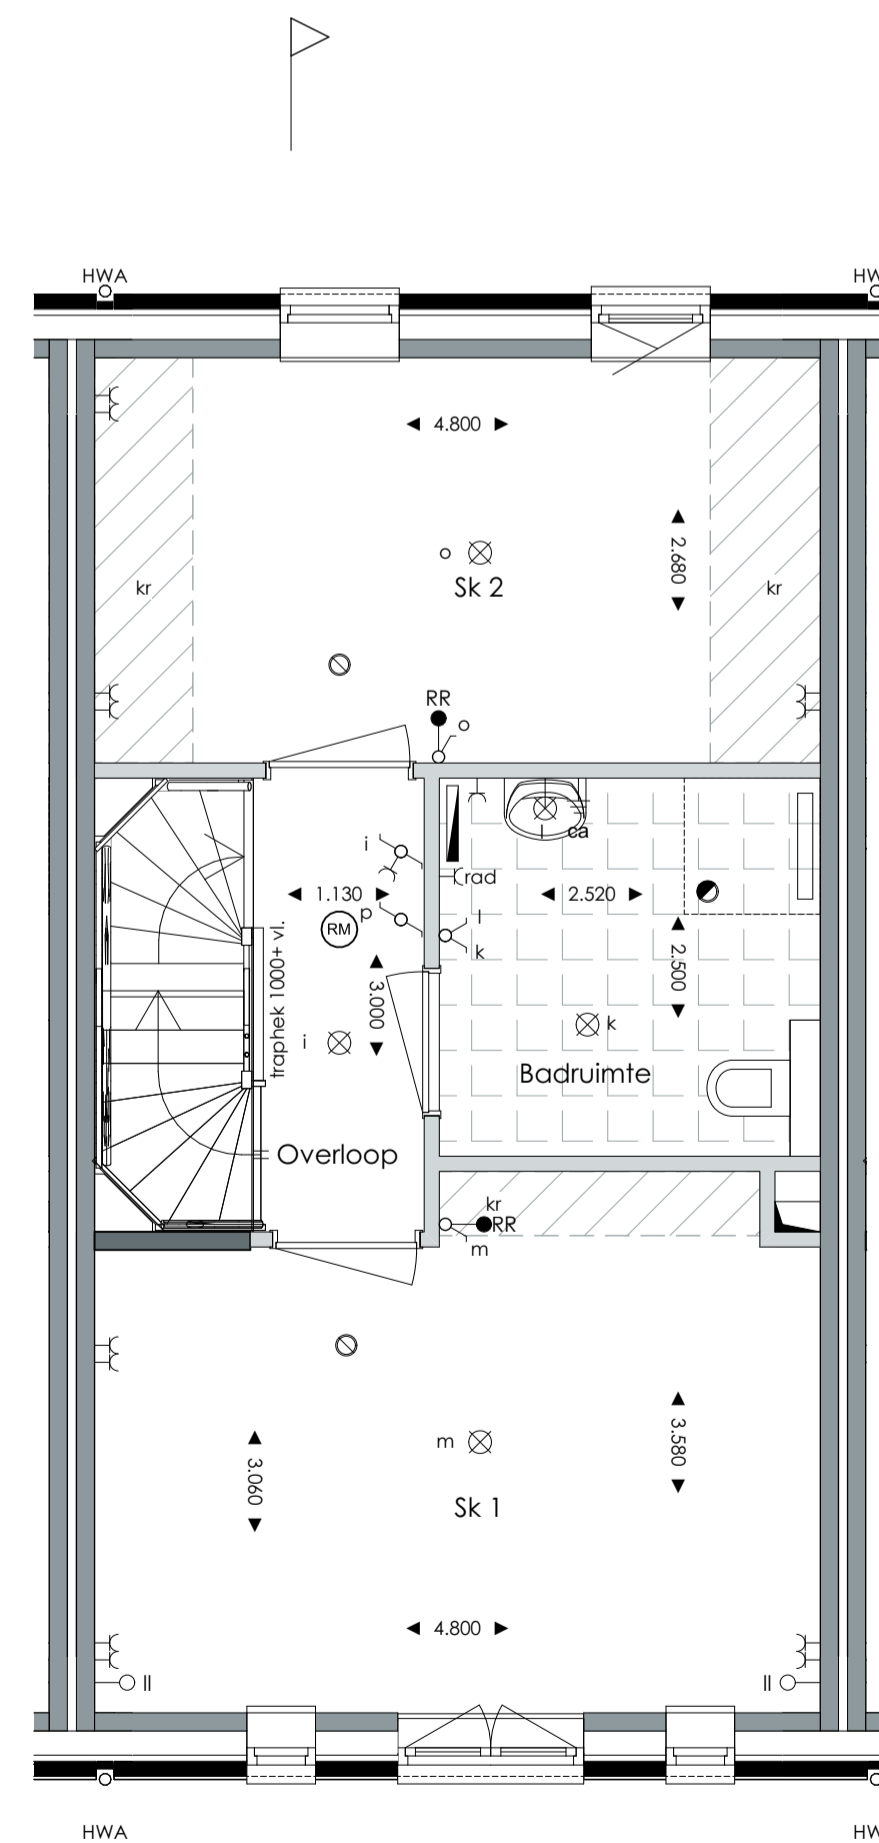 HWA HW
4.800
2.680
o
Sk 2
kr kr
RR
o
i
rad
l ca
1.130
2.520
p
l
RM
k
traphek 1000+ vl.
3.000
2.500
i
k
Badruimte
Overloop
kr
RR
m
3.580
m
3.060
Sk 1
4.800
II II
HWA HW